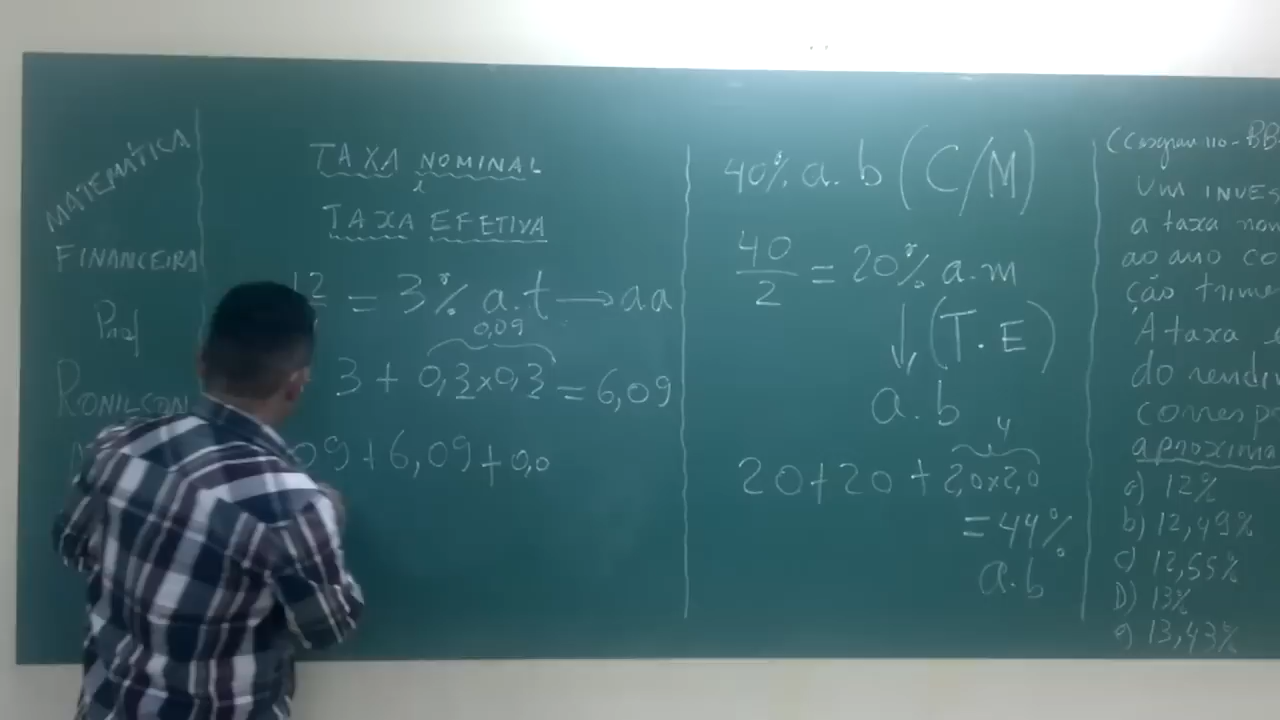 MATEMÁTICA
FINANCEIRA
Prof
RONILSON
TAXA NOMINAL
TAXA EFETIVA
12 = 3% a.t → aa
0,09
3 + 0,3x0,3 = 6,09
09+6,09+0,0
40% a.b (C/M)
40/2 = 20% a.m
↓ (T.E)
a.b
4
20+20+2,0x2,0
=44%
a.b
Um INVES
a taxa nom
ao ano co
ção trime
A taxa e
do rendi
corresp
aproxima
a) 12%
b) 12,49%
c) 12,55%
D) 13%
e) 13,43%